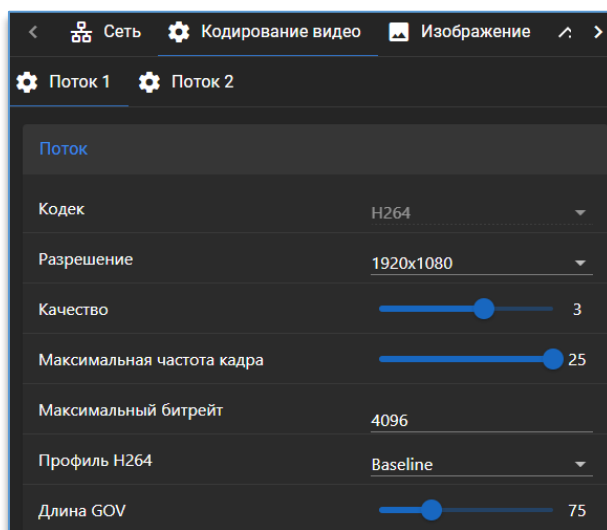 Сеть Кодирование видео Изображение
Поток 1 Поток 2
Поток
Кодек H264
Разрешение 1920x1080
Качество 3
Максимальная частота кадра 25
Максимальный битрейт 4096
Профиль H264 Baseline
Длина GOV 75